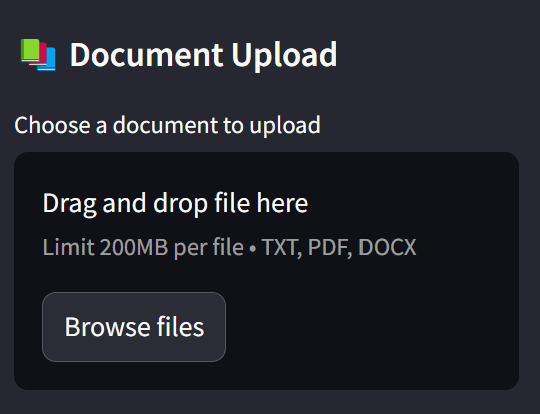 Document Upload
Choose a document to upload
Drag and drop file here
Limit 200MB per file • TXT, PDF, DOCX
Browse files